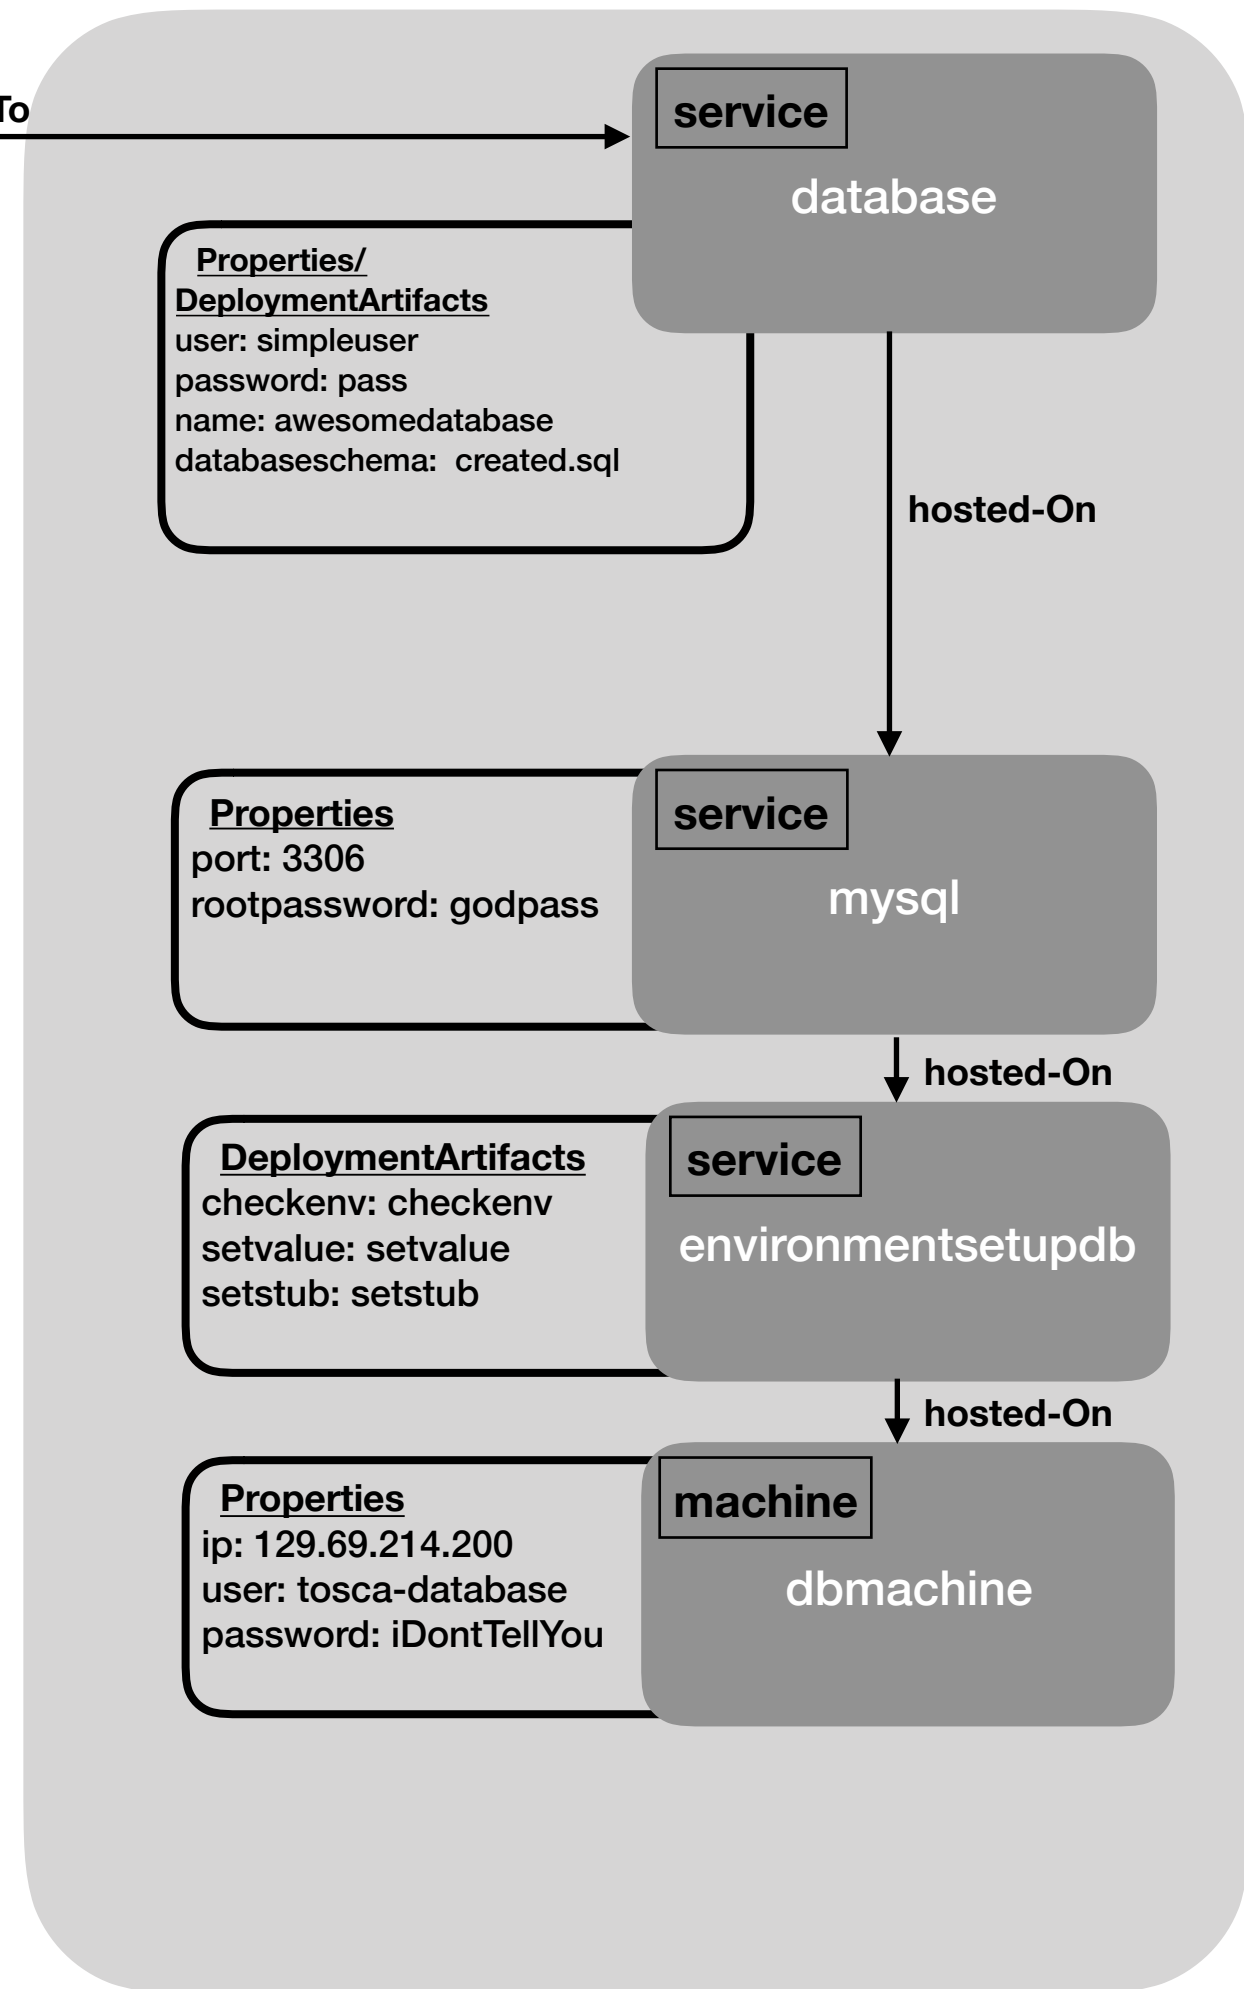 To
service
database
Properties/
DeploymentArtifacts
user: simpleuser
password: pass
name: awesomedatabase
databaseschema:  created.sql
hosted-On
service
mysql
Properties
port: 3306
rootpassword: godpass
hosted-On
service
environmentsetupdb
DeploymentArtifacts
checkenv: checkenv
setvalue: setvalue
setstub: setstub
hosted-On
machine
dbmachine
Properties
ip: 129.69.214.200
user: tosca-database
password: iDontTellYou